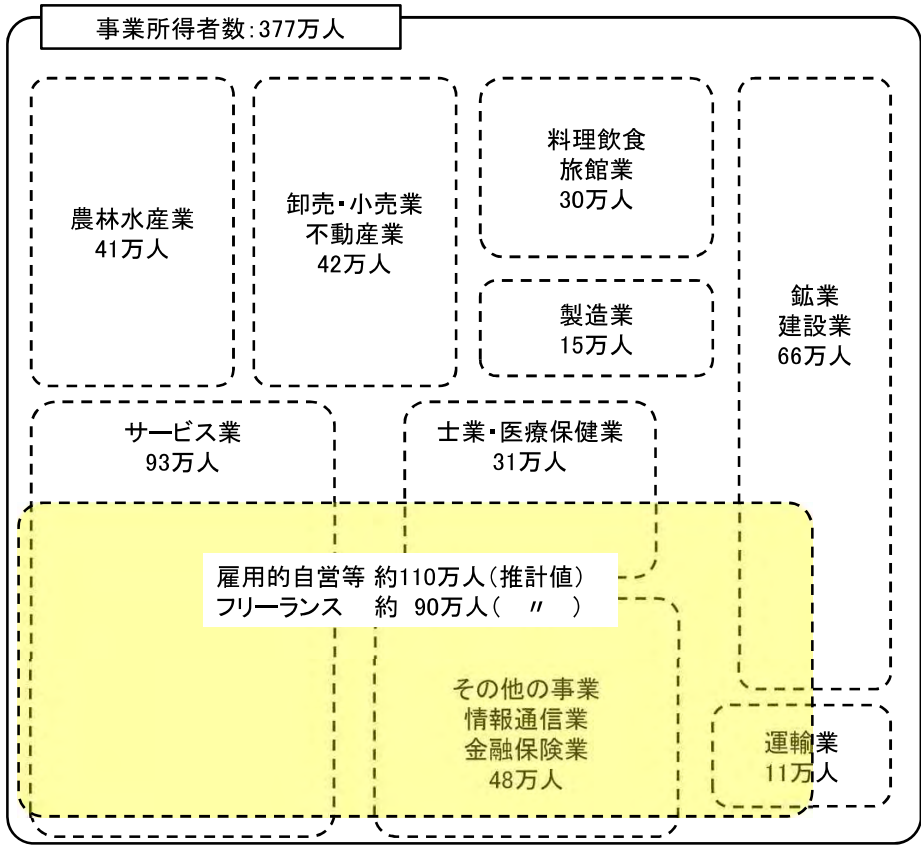 事業所得者数:377万人
農林水産業
41万人
卸売・小売業
不動産業
42万人
料理飲食
旅館業
30万人
製造業
15万人
鉱業
建設業
66万人
サービス業
93万人
士業・医療保健業
31万人
雇用的自営等 約110万人(推計値)
フリーランス 約 90万人( 〃 )
その他の事業
情報通信業
金融保険業
48万人
運輸業
11万人